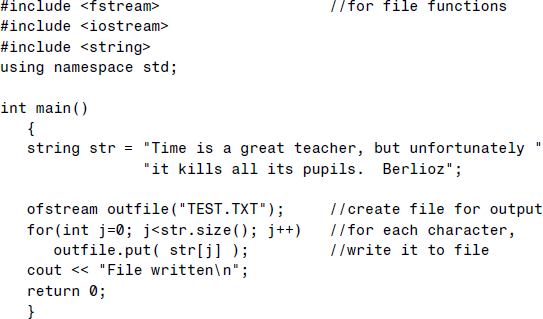 #include <fstream>                    //for file functions
#include <iostream>
#include <string>
using namespace std;

int main()
   {
   string str = "Time is a great teacher, but unfortunately "
                "it kills all its pupils.  Berlioz";

   ofstream outfile("TEST.TXT");     //create file for output
   for(int j=0; j<str.size(); j++)   //for each character,
      outfile.put( str[j] );         //write it to file
   cout << "File written\n";
   return 0;
   }